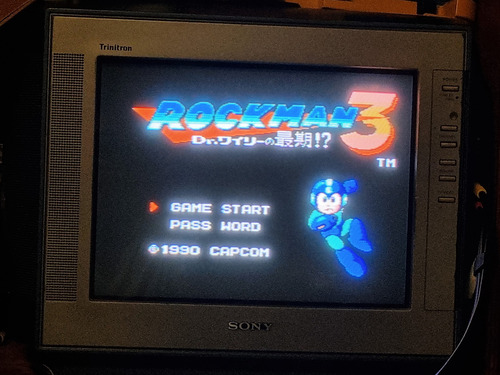 Trinitron
ROCKMAN 3
Dr.ワイリーの最期!?
TM
GAME START
PASS WORD
©1990 CAPCOM
SONY